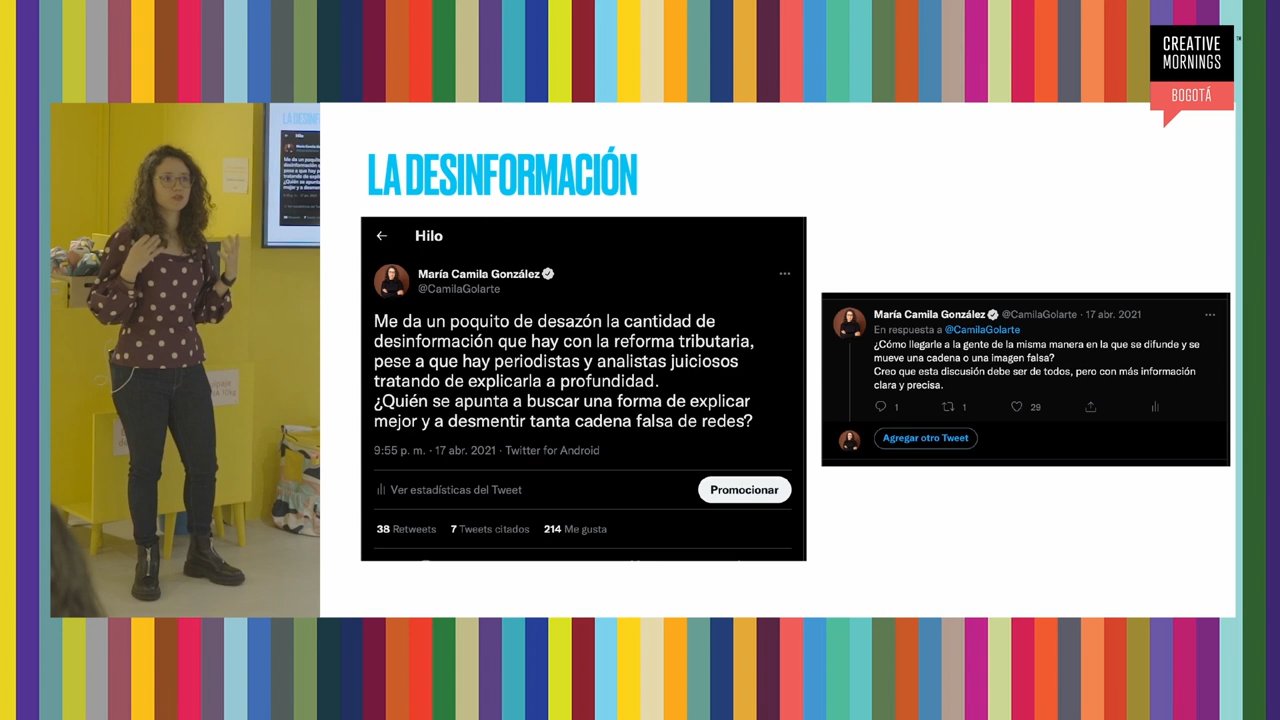 CREATIVE
MORNINGS
™
BOGOTÁ
LA DESINFORMACIÓN
Hilo
María Camila González
@CamilaGolarte
Me da un poquito de desazón la cantidad de
desinformación que hay con la reforma tributaria,
pese a que hay periodistas y analistas juiciosos
tratando de explicarla a profundidad.
¿Quién se apunta a buscar una forma de explicar
mejor y a desmentir tanta cadena falsa de redes?
9:55 p. m. · 17 abr. 2021 · Twitter for Android
Ver estadísticas del Tweet
Promocionar
38 Retweets 7 Tweets citados 214 Me gusta
María Camila González @CamilaGolarte · 17 abr. 2021
En respuesta a @CamilaGolarte
¿Cómo llegarle a la gente de la misma manera en la que se difunde y se
mueve una cadena o una imagen falsa?
Creo que esta discusión debe ser de todos, pero con más información
clara y precisa.
1 1 29
Agregar otro Tweet